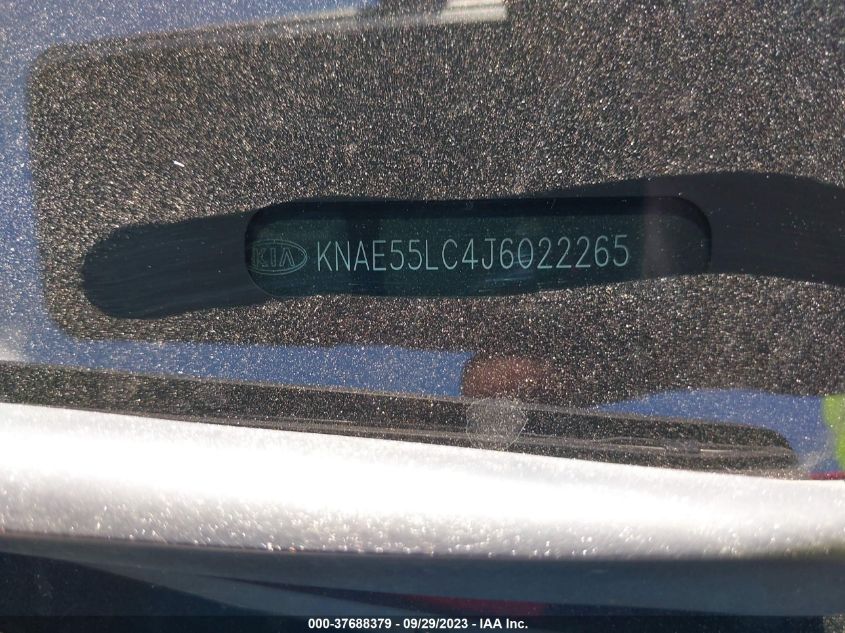 KIA KNAE55LC4J6022265
000-37688379 - 09/29/2023 - IAA Inc.